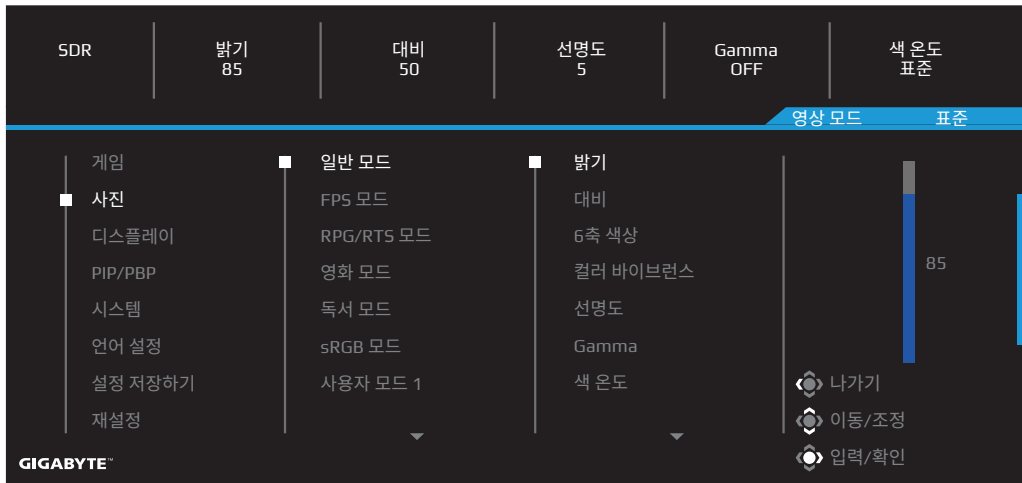 SDR
밝기
85
대비
50
선명도
5
Gamma
OFF
색 온도
표준
영상 모드 표준
게임
사진
디스플레이
PIP/PBP
시스템
언어 설정
설정 저장하기
재설정
일반 모드
FPS 모드
RPG/RTS 모드
영화 모드
독서 모드
sRGB 모드
사용자 모드 1
밝기
대비
6축 색상
컬러 바이브런스
선명도
Gamma
색 온도
85
나가기
이동/조정
입력/확인
GIGABYTE™